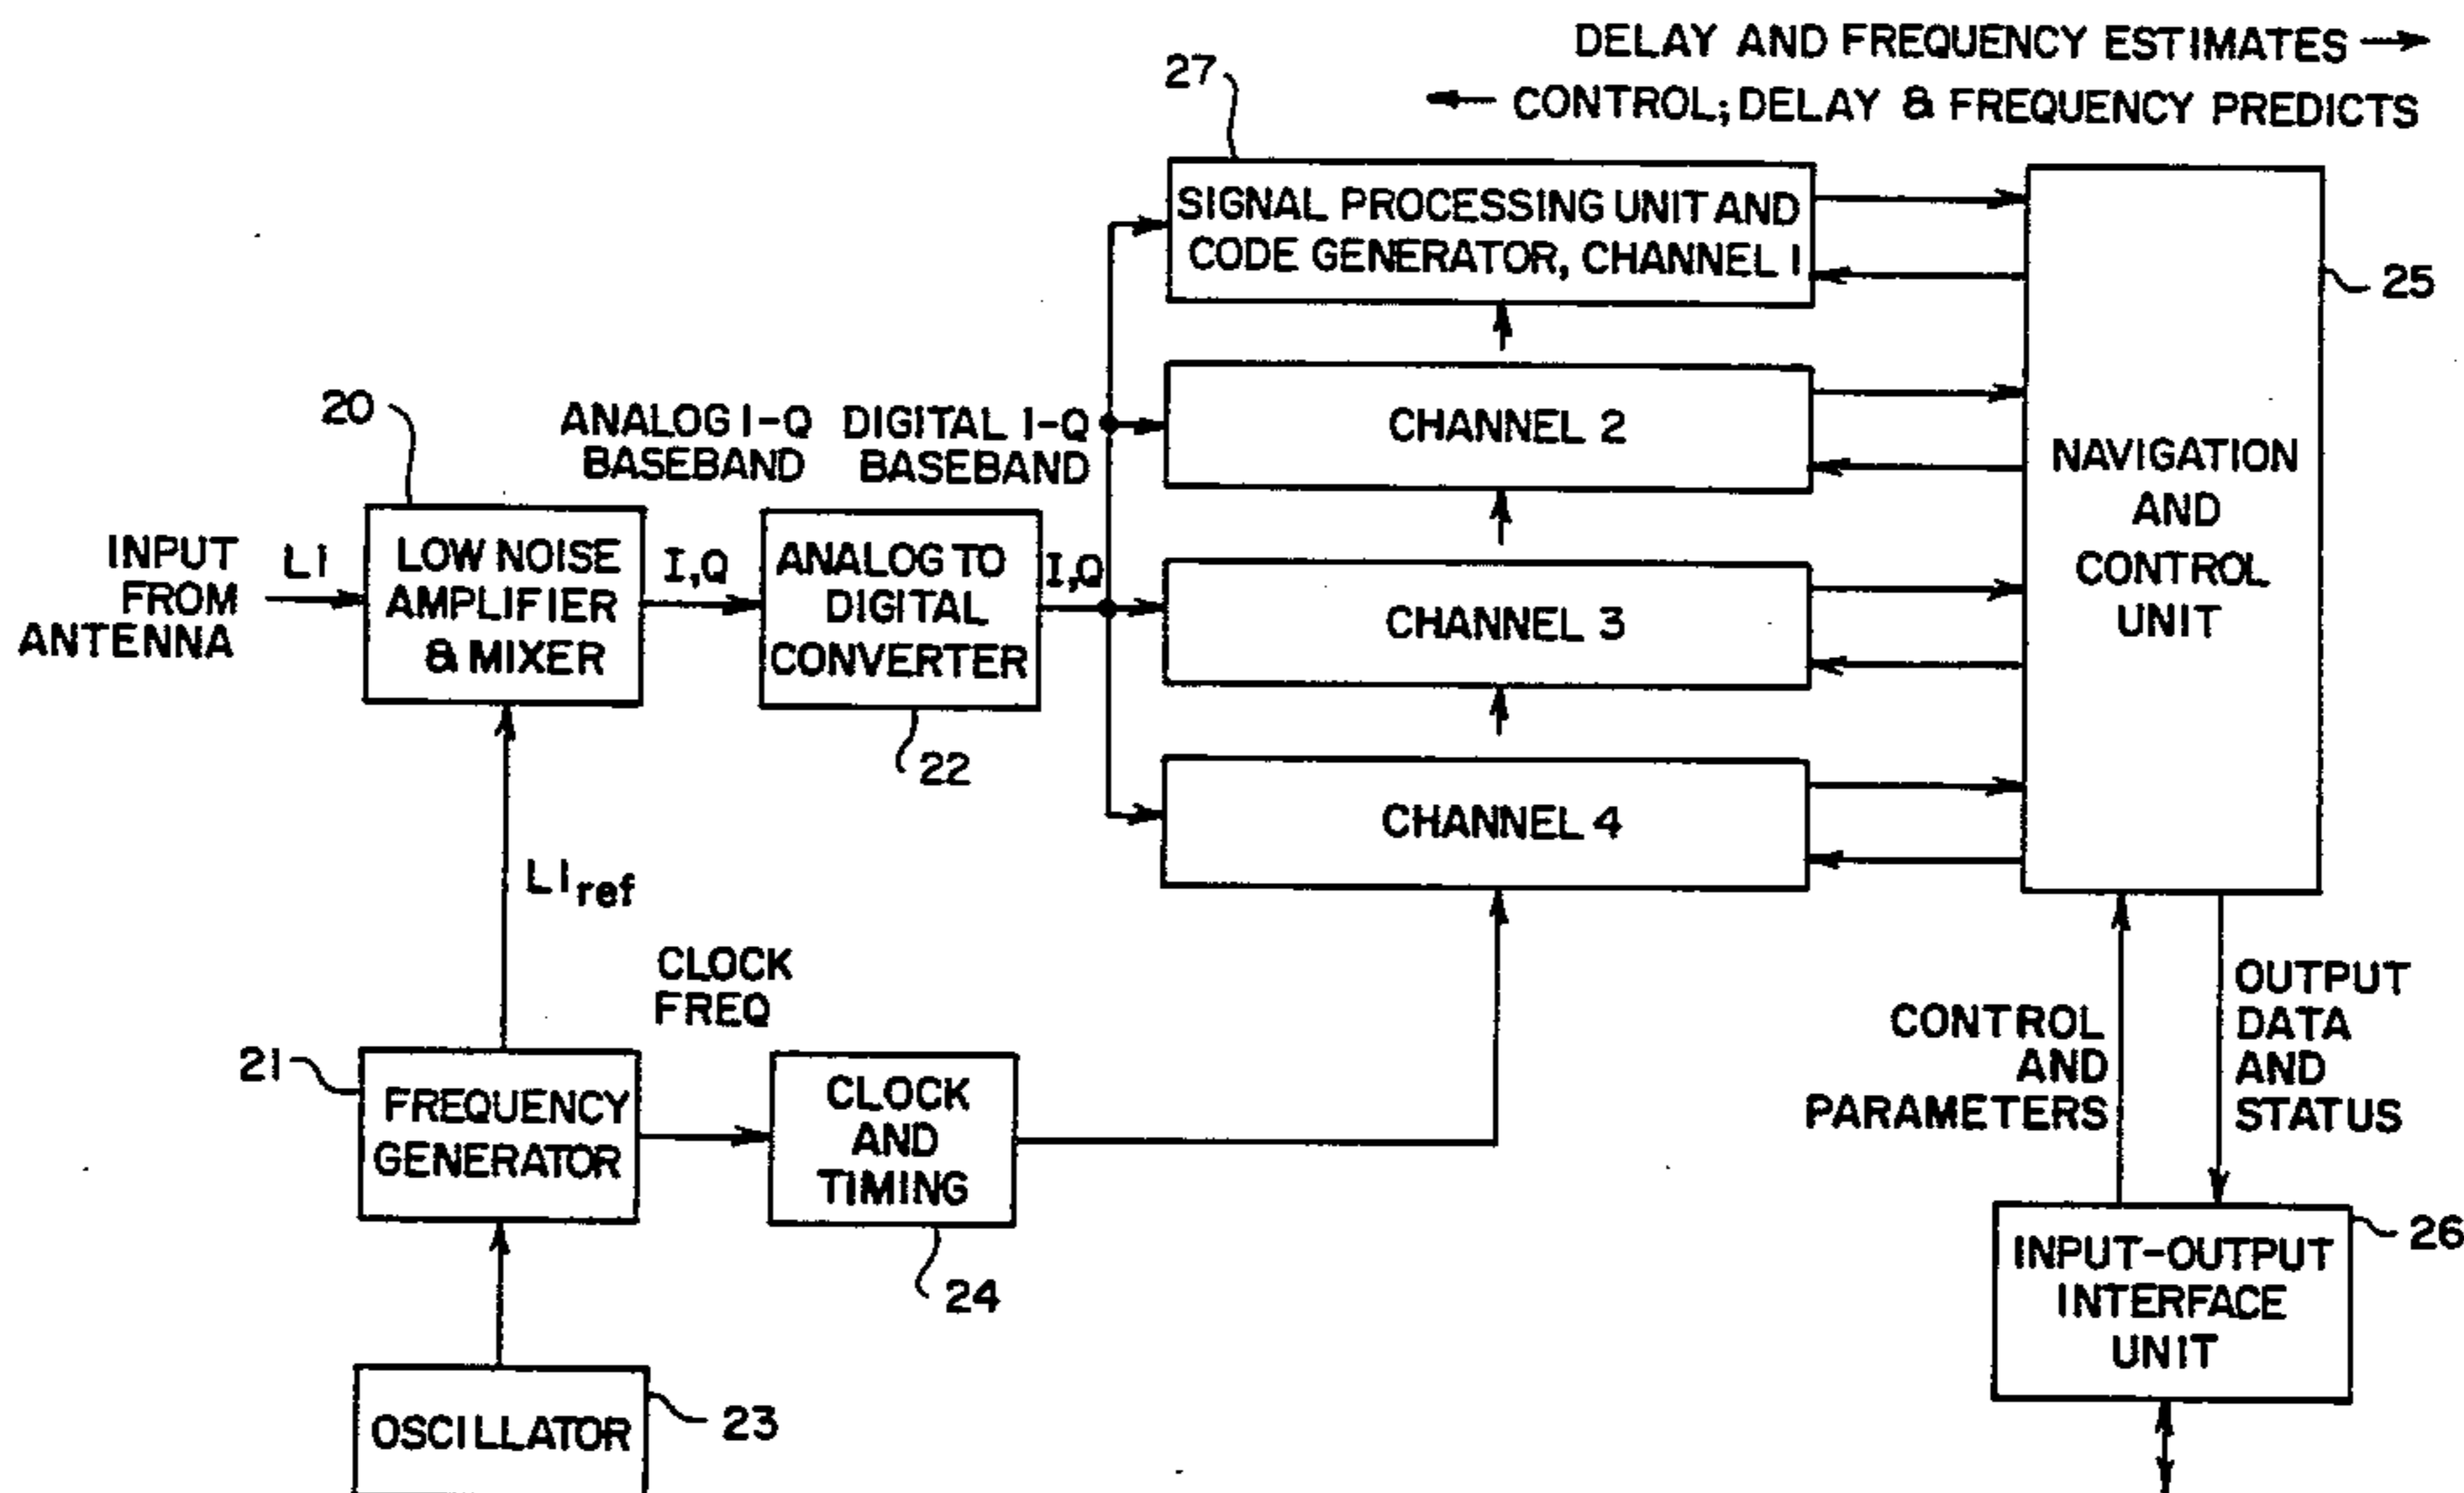 DELAY AND FREQUENCY ESTIMATES →
← CONTROL; DELAY & FREQUENCY PREDICTS
27
SIGNAL PROCESSING UNIT AND
CODE GENERATOR, CHANNEL 1
25
CHANNEL 2
20
ANALOG I-Q
BASEBAND
DIGITAL I-Q
BASEBAND
NAVIGATION
AND
CONTROL
UNIT
INPUT
FROM
ANTENNA
L1
LOW NOISE
AMPLIFIER
& MIXER
I,Q
ANALOG TO
DIGITAL
CONVERTER
I,Q
CHANNEL 3
22
CHANNEL 4
L1ref
CLOCK
FREQ
CONTROL
AND
PARAMETERS
OUTPUT
DATA
AND
STATUS
21
FREQUENCY
GENERATOR
CLOCK
AND
TIMING
24
26
INPUT-OUTPUT
INTERFACE
UNIT
OSCILLATOR
23